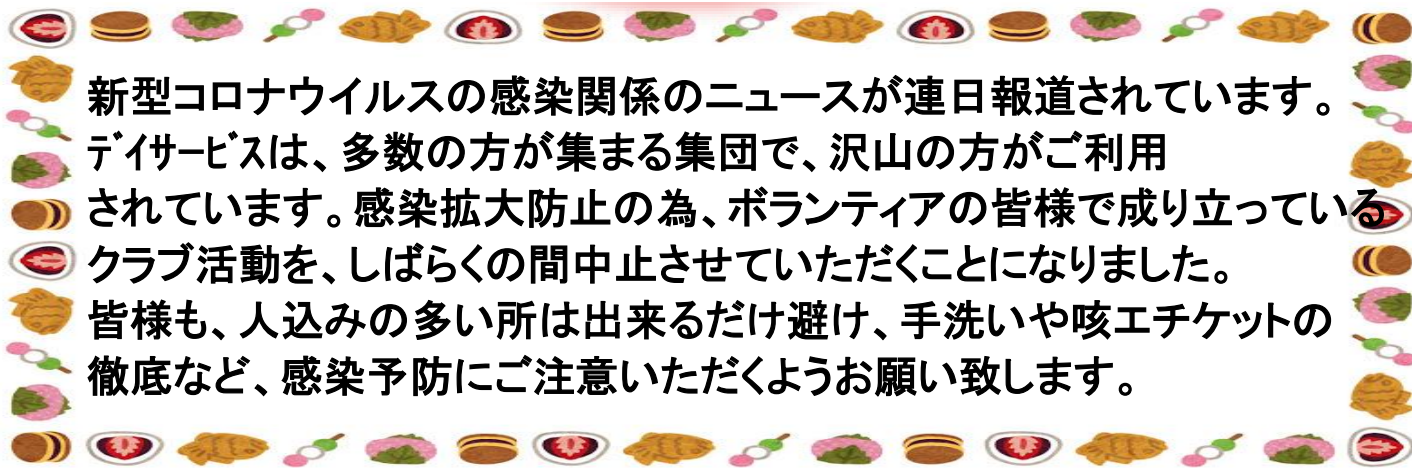 新型コロナウイルスの感染関係のニュースが連日報道されています。
ﾃﾞｲｻｰﾋﾞｽは、多数の方が集まる集団で、沢山の方がご利用
されています。感染拡大防止の為、ボランティアの皆様で成り立っている
クラブ活動を、しばらくの間中止させていただくことになりました。
皆様も、人込みの多い所は出来るだけ避け、手洗いや咳エチケットの
徹底など、感染予防にご注意いただくようお願い致します。